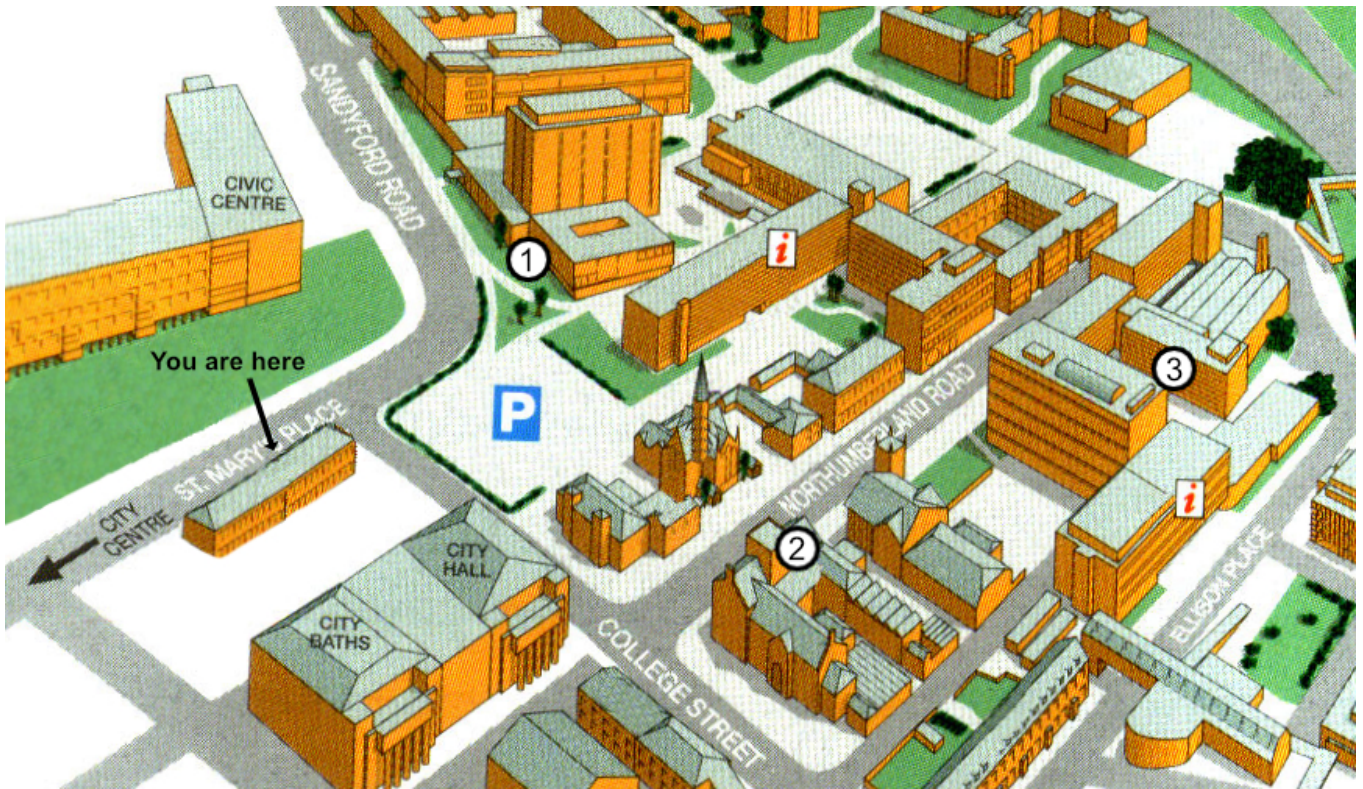 SANDYFORD ROAD
CIVIC
CENTRE
1
i
You are here
P
3
ST. MARY'S PLACE
NORTHUMBERLAND ROAD
i
CITY
CENTRE
CITY
HALL
2
ELLISON PLACE
CITY
BATHS
COLLEGE STREET